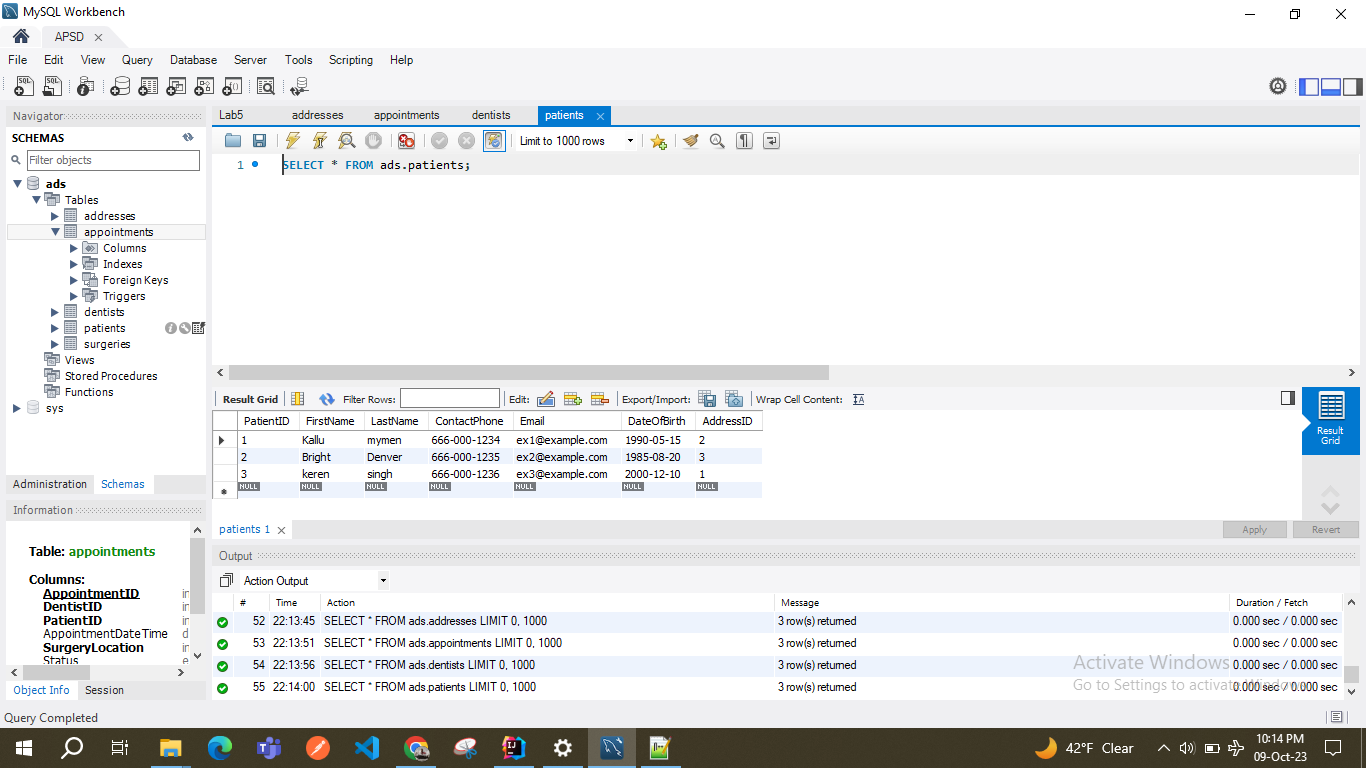 MySQL Workbench
APSD
File Edit View Query Database Server Tools Scripting Help
Navigator
SCHEMAS
Filter objects
ads
Tables
addresses
appointments
Columns
Indexes
Foreign Keys
Triggers
dentists
patients
surgeries
Views
Stored Procedures
Functions
sys
Administration Schemas
Information
Table: appointments
Columns:
AppointmentID in
DentistID in
PatientID in
AppointmentDateTime d
SurgeryLocation in
Status e
Object Info Session
Lab5 addresses appointments dentists patients
Limit to 1000 rows
1 SELECT * FROM ads.patients;
Result Grid Filter Rows: Edit: Export/Import: Wrap Cell Content: IA
PatientID FirstName LastName ContactPhone Email DateOfBirth AddressID
1 Kallu mymen 666-000-1234 ex1@example.com 1990-05-15 2
2 Bright Denver 666-000-1235 ex2@example.com 1985-08-20 3
3 keren singh 666-000-1236 ex3@example.com 2000-12-10 1
NULL NULL NULL NULL NULL NULL NULL
Result
Grid
patients 1
Apply Revert
Output
Action Output
# Time Action Message Duration / Fetch
52 22:13:45 SELECT * FROM ads.addresses LIMIT 0, 1000 3 row(s) returned 0.000 sec / 0.000 sec
53 22:13:51 SELECT * FROM ads.appointments LIMIT 0, 1000 3 row(s) returned 0.000 sec / 0.000 sec
54 22:13:56 SELECT * FROM ads.dentists LIMIT 0, 1000 3 row(s) returned 0.000 sec / 0.000 sec
55 22:14:00 SELECT * FROM ads.patients LIMIT 0, 1000 3 row(s) returned 0.000 sec / 0.000 sec
Activate Windows
Go to Settings to activate Windows.
Query Completed
42°F Clear
10:14 PM
09-Oct-23